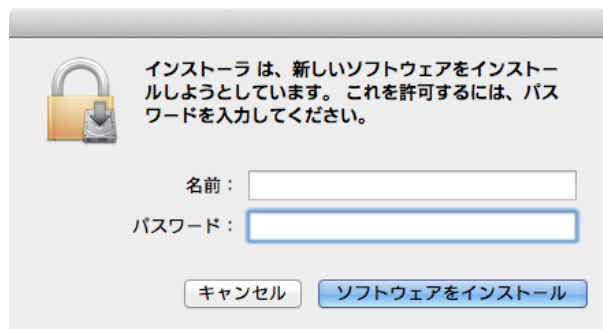 インストーラ は、新しいソフトウェアをインストー
ルしようとしています。 これを許可するには、パス
ワードを入力してください。
名前：
パスワード：
キャンセル
ソフトウェアをインストール